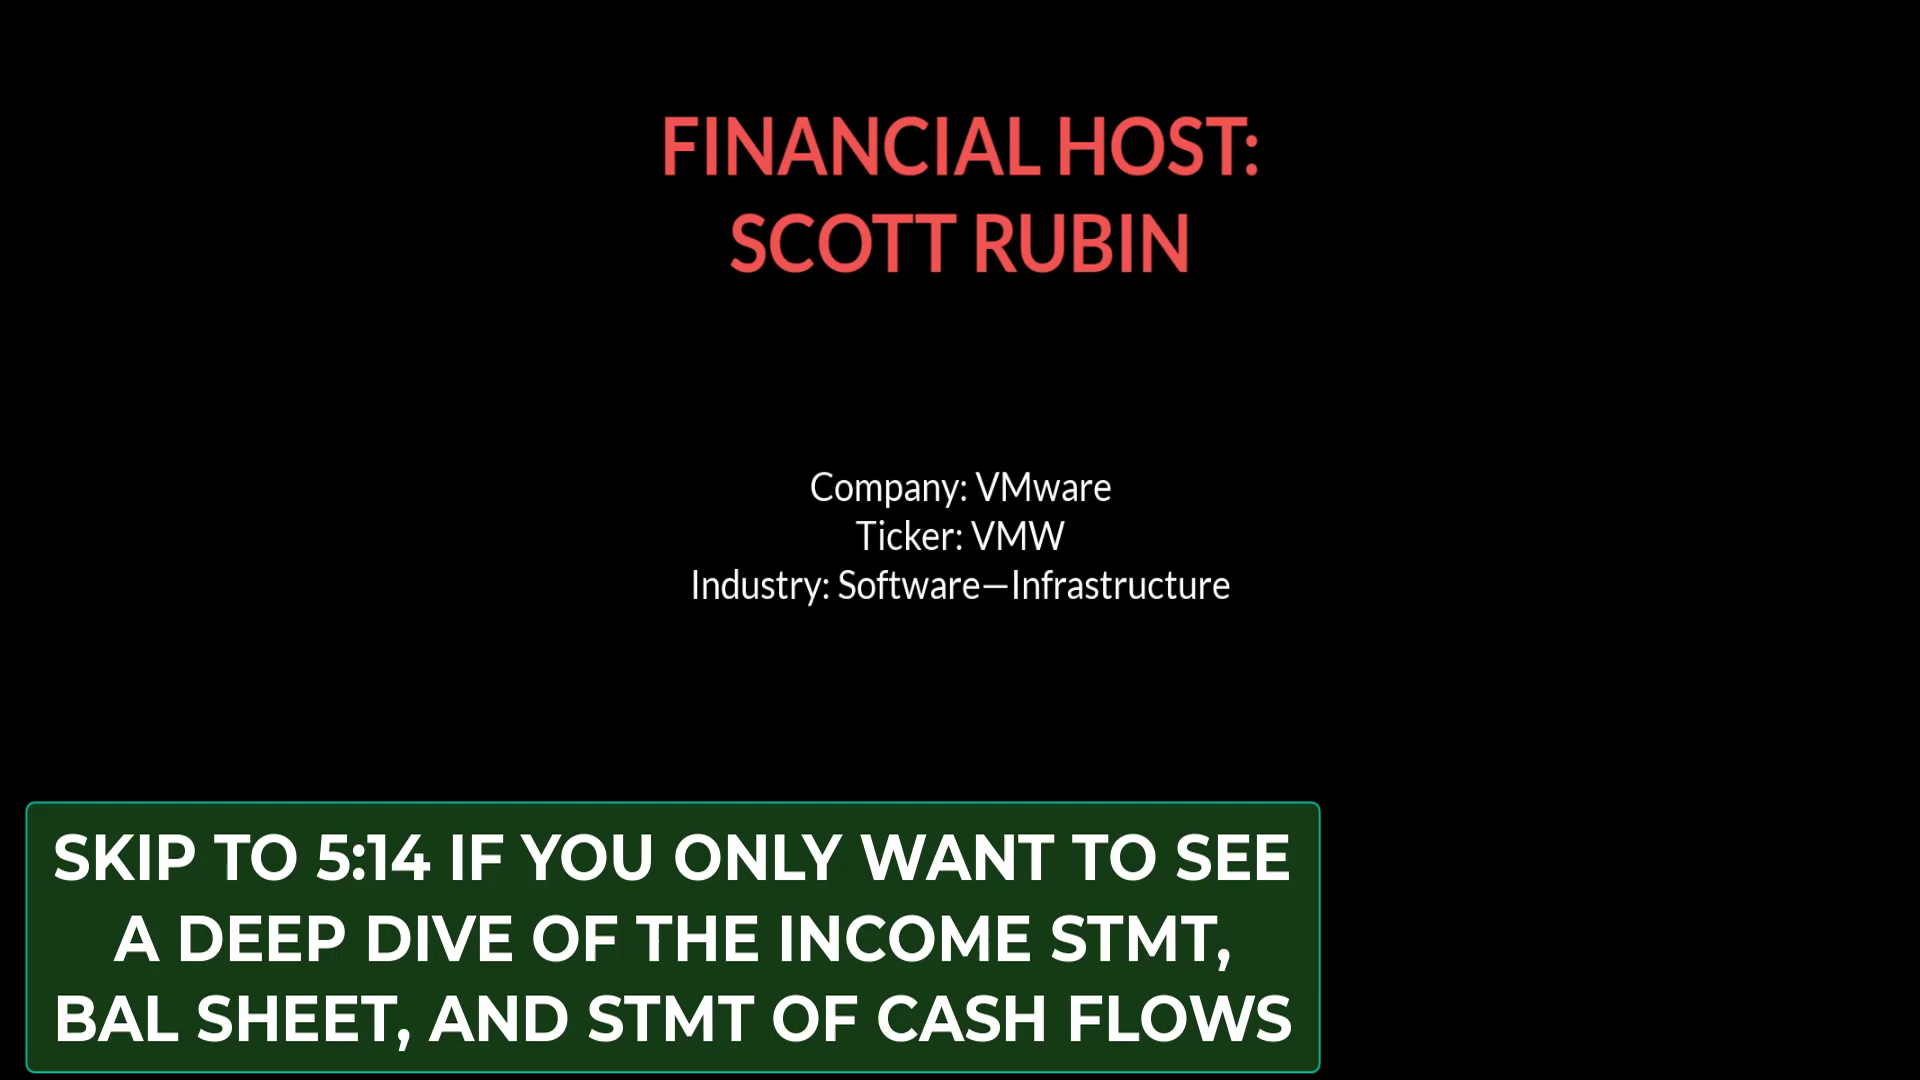 FINANCIAL HOST:
SCOTT RUBIN
Company: VMware
Ticker: VMW
Industry: Software—Infrastructure
SKIP TO 5:14 IF YOU ONLY WANT TO SEE
A DEEP DIVE OF THE INCOME STMT,
BAL SHEET, AND STMT OF CASH FLOWS